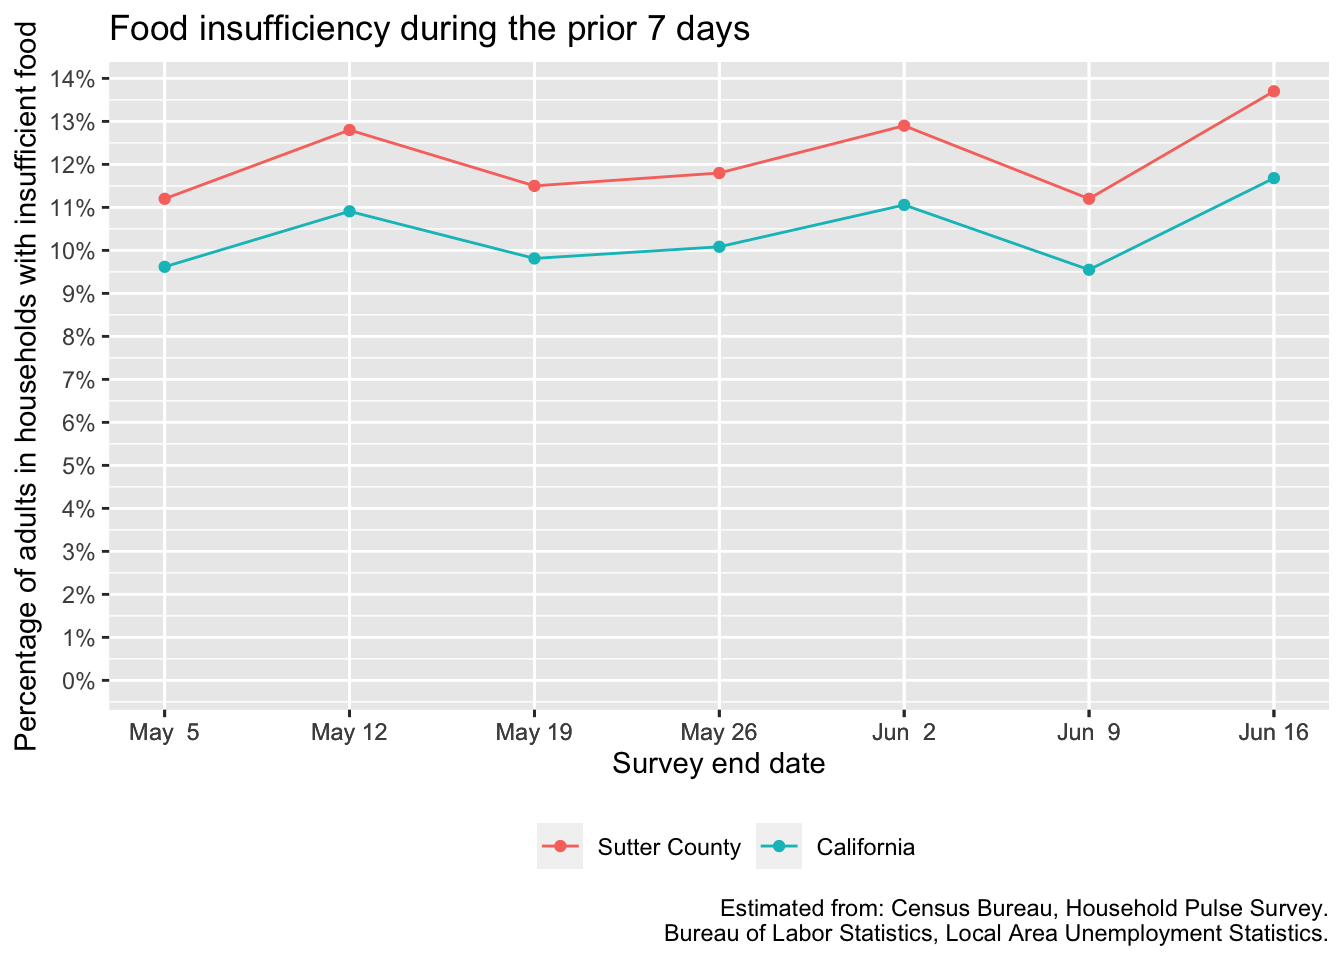 Food insufficiency during the prior 7 days
Percentage of adults in households with insufficient food
14%
13%
12%
11%
10%
9%
8%
7%
6%
5%
4%
3%
2%
1%
0%
May  5
May 12
May 19
May 26
Jun  2
Jun  9
Jun 16
Survey end date
Sutter County
California
Estimated from: Census Bureau, Household Pulse Survey.
Bureau of Labor Statistics, Local Area Unemployment Statistics.